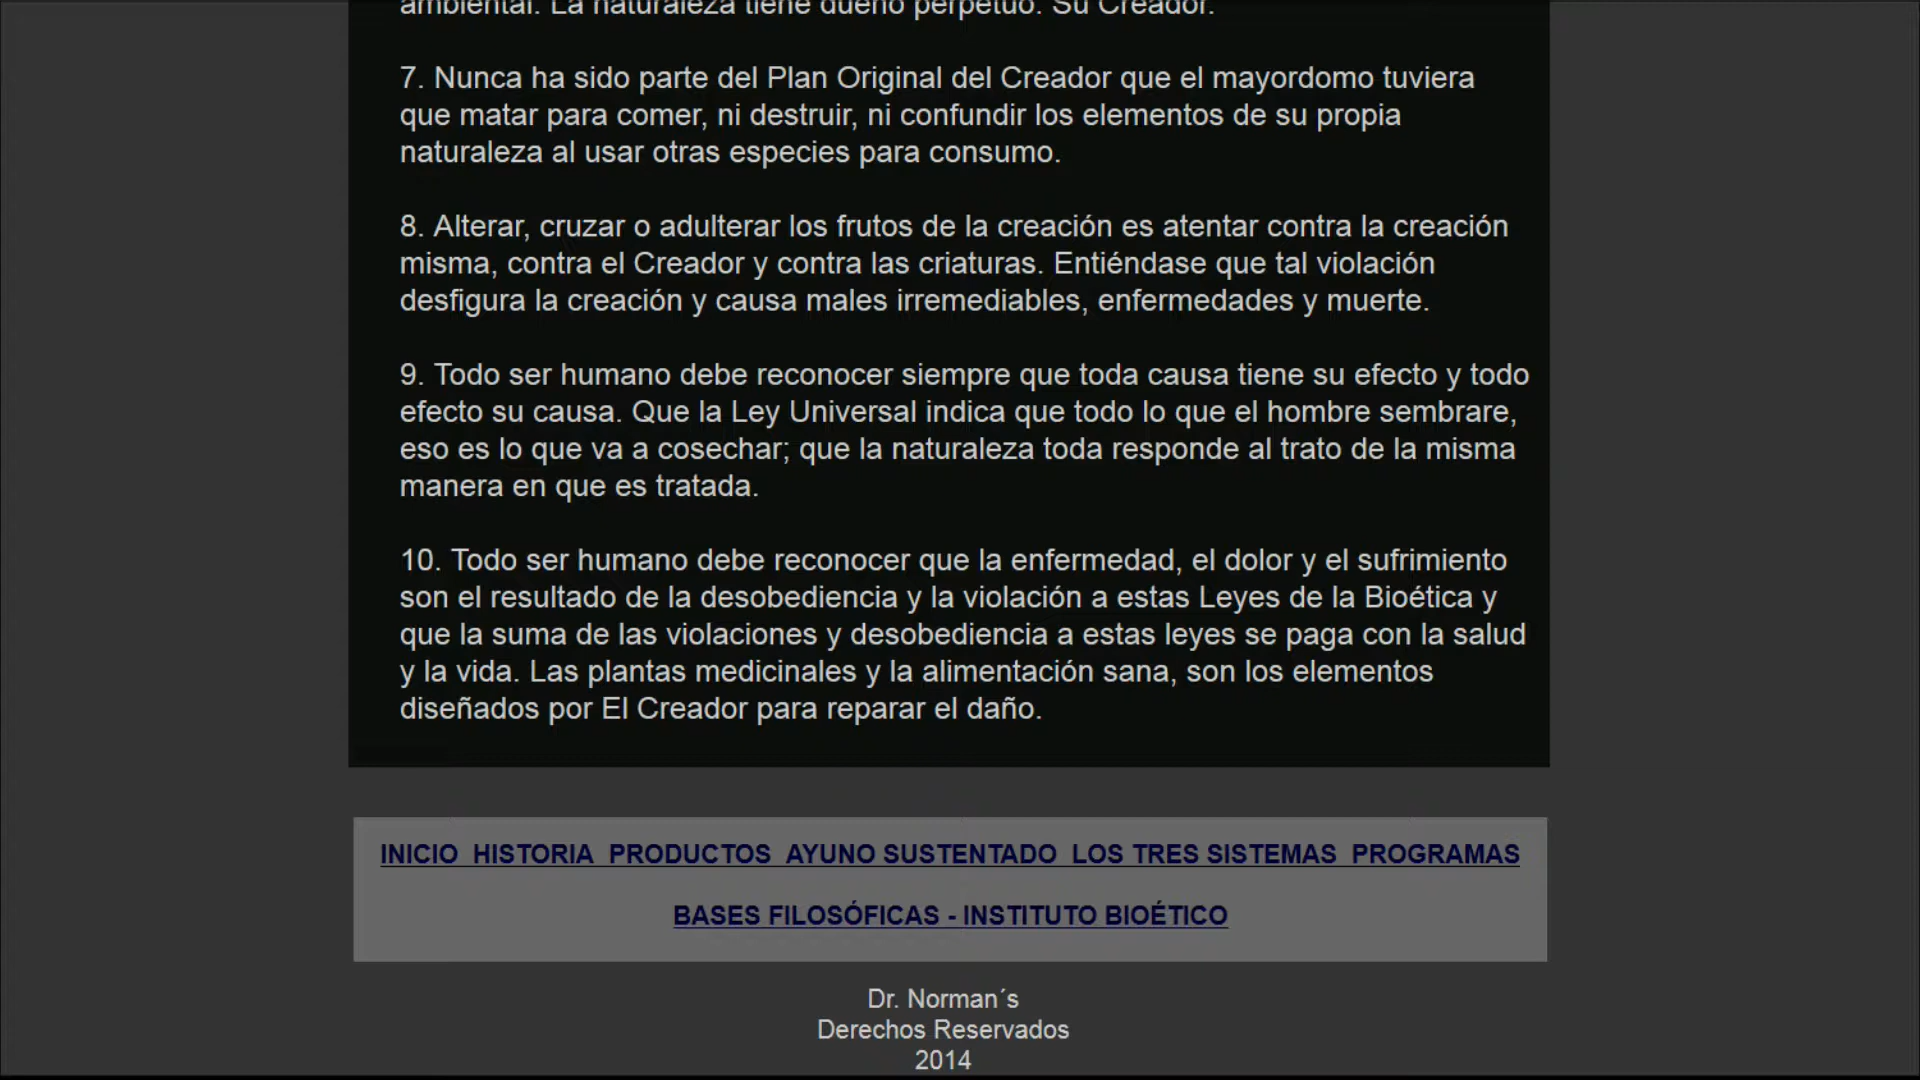 ambiental. La naturaleza tiene dueño perpetuo. Su Creador.
7. Nunca ha sido parte del Plan Original del Creador que el mayordomo tuviera
que matar para comer, ni destruir, ni confundir los elementos de su propia
naturaleza al usar otras especies para consumo.
8. Alterar, cruzar o adulterar los frutos de la creación es atentar contra la creación
misma, contra el Creador y contra las criaturas. Entiéndase que tal violación
desfigura la creación y causa males irremediables, enfermedades y muerte.
9. Todo ser humano debe reconocer siempre que toda causa tiene su efecto y todo
efecto su causa. Que la Ley Universal indica que todo lo que el hombre sembrare,
eso es lo que va a cosechar; que la naturaleza toda responde al trato de la misma
manera en que es tratada.
10. Todo ser humano debe reconocer que la enfermedad, el dolor y el sufrimiento
son el resultado de la desobediencia y la violación a estas Leyes de la Bioética y
que la suma de las violaciones y desobediencia a estas leyes se paga con la salud
y la vida. Las plantas medicinales y la alimentación sana, son los elementos
diseñados por El Creador para reparar el daño.
INICIO HISTORIA PRODUCTOS AYUNO SUSTENTADO LOS TRES SISTEMAS PROGRAMAS
BASES FILOSÓFICAS - INSTITUTO BIOÉTICO
Dr. Norman´s
Derechos Reservados
2014